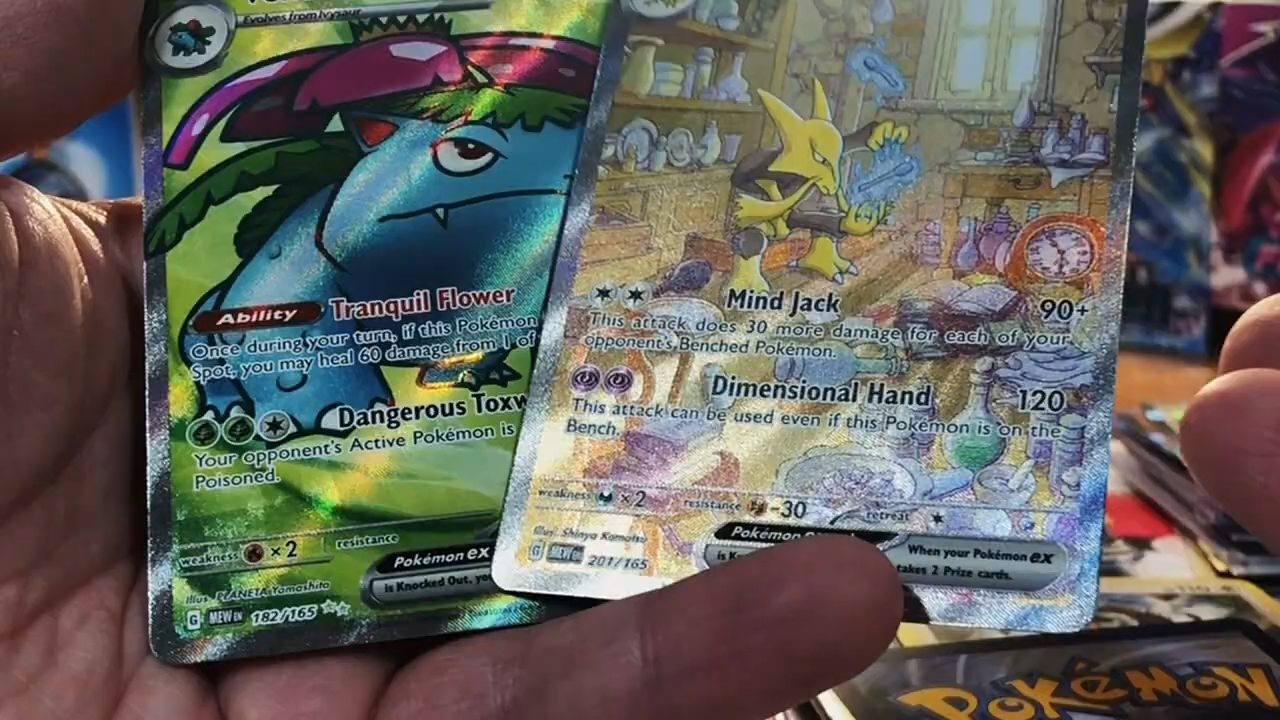 Evolves from Ivysaur
Ability Tranquil Flower
Once during your turn, if this Pokémon
Spot, you may heal 60 damage from 1 of
Dangerous Toxw
Your opponent's Active Pokémon is
Poisoned.
weakness ×2 resistance
Pokémon ex
is Knocked Out, yo
Illus. PLANETA Yamashita
G MEW EN 182/165
Mind Jack 90+
This attack does 30 more damage for each of your
opponent's Benched Pokémon.
Dimensional Hand 120
This attack can be used even if this Pokémon is on the
Bench.
weakness ×2 resistance -30 retreat
Illus. Shinya Komatsu
Pokémon
is K
When your Pokémon ex
takes 2 Prize cards.
G MEW EN 201/165
POKéMON